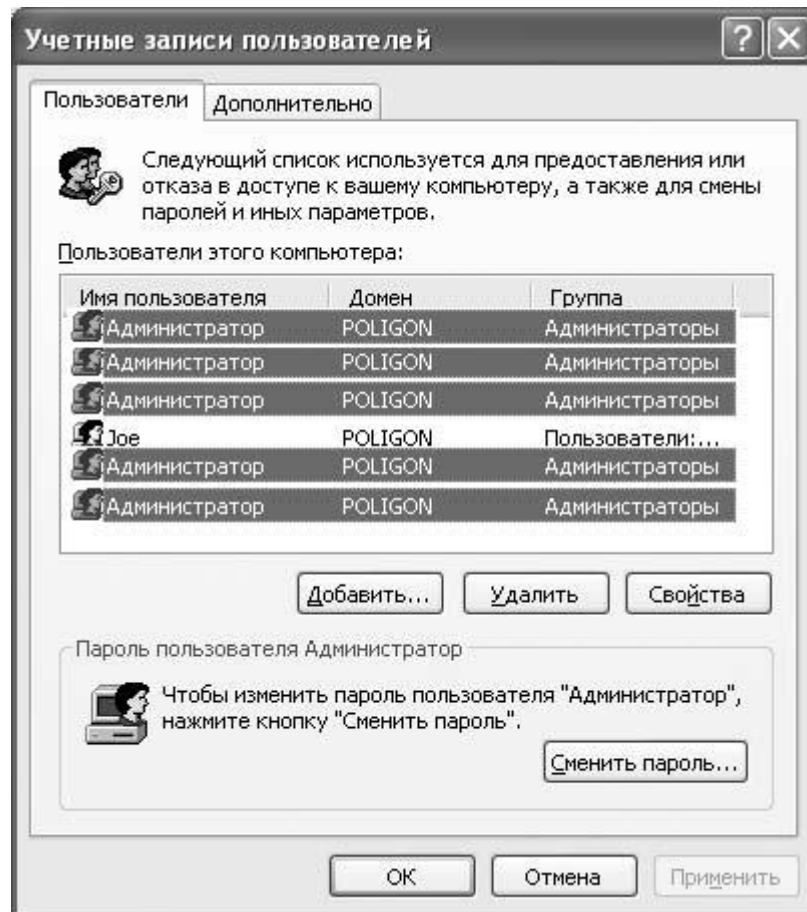 Учетные записи пользователей
Пользователи Дополнительно
Следующий список используется для предоставления или
отказа в доступе к вашему компьютеру, а также для смены
паролей и иных параметров.
Пользователи этого компьютера:
Имя пользователя Домен Группа
Администратор POLIGON Администраторы
Администратор POLIGON Администраторы
Администратор POLIGON Администраторы
Joe POLIGON Пользователи:...
Администратор POLIGON Администраторы
Администратор POLIGON Администраторы
Добавить... Удалить Свойства
Пароль пользователя Администратор
Чтобы изменить пароль пользователя "Администратор",
нажмите кнопку "Сменить пароль".
Сменить пароль...
ОК Отмена Применить